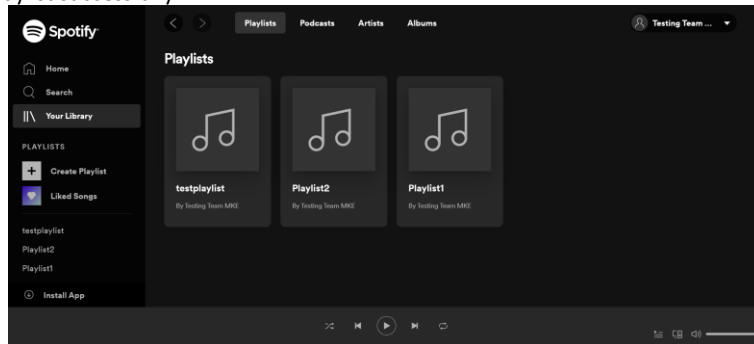 Spotify
Playlists Podcasts Artists Albums
Testing Team ...
Home
Search
Your Library
PLAYLISTS
Create Playlist
Liked Songs
testplaylist
Playlist2
Playlist1
Install App
Playlists
testplaylist
By Testing Team MKE
Playlist2
By Testing Team MKE
Playlist1
By Testing Team MKE